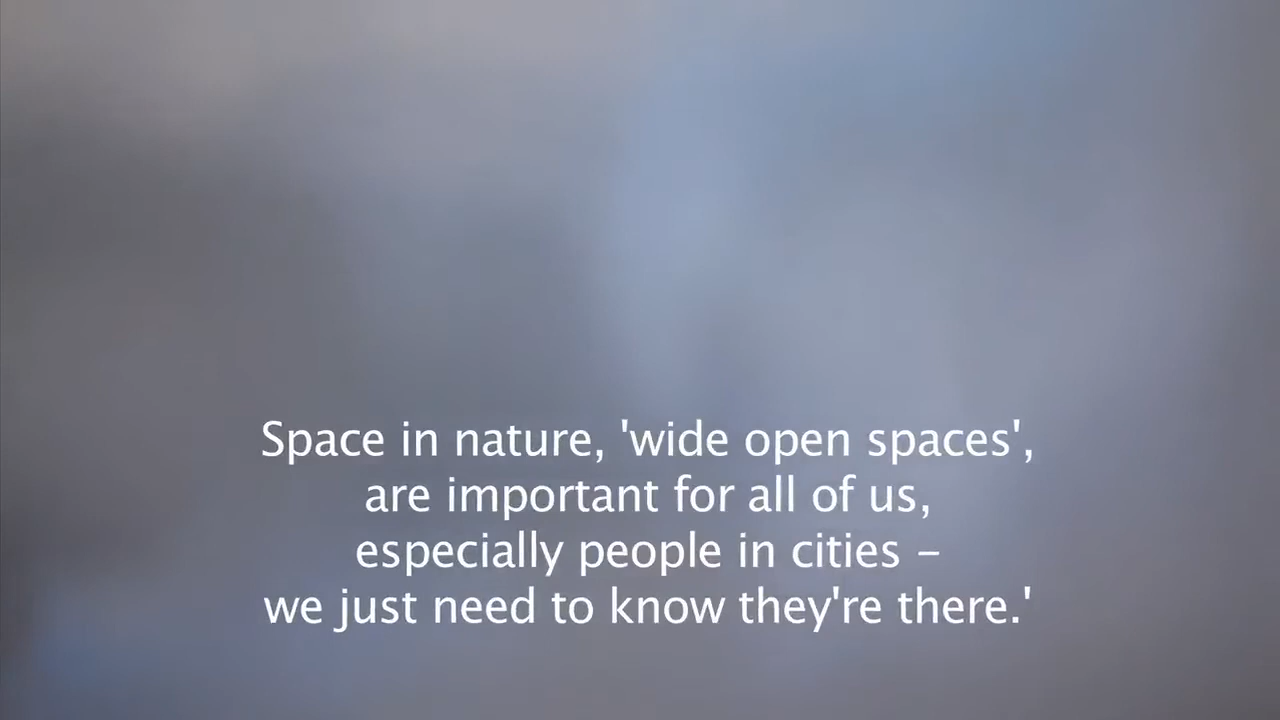 Space in nature, 'wide open spaces',
are important for all of us,
especially people in cities –
we just need to know they're there.'